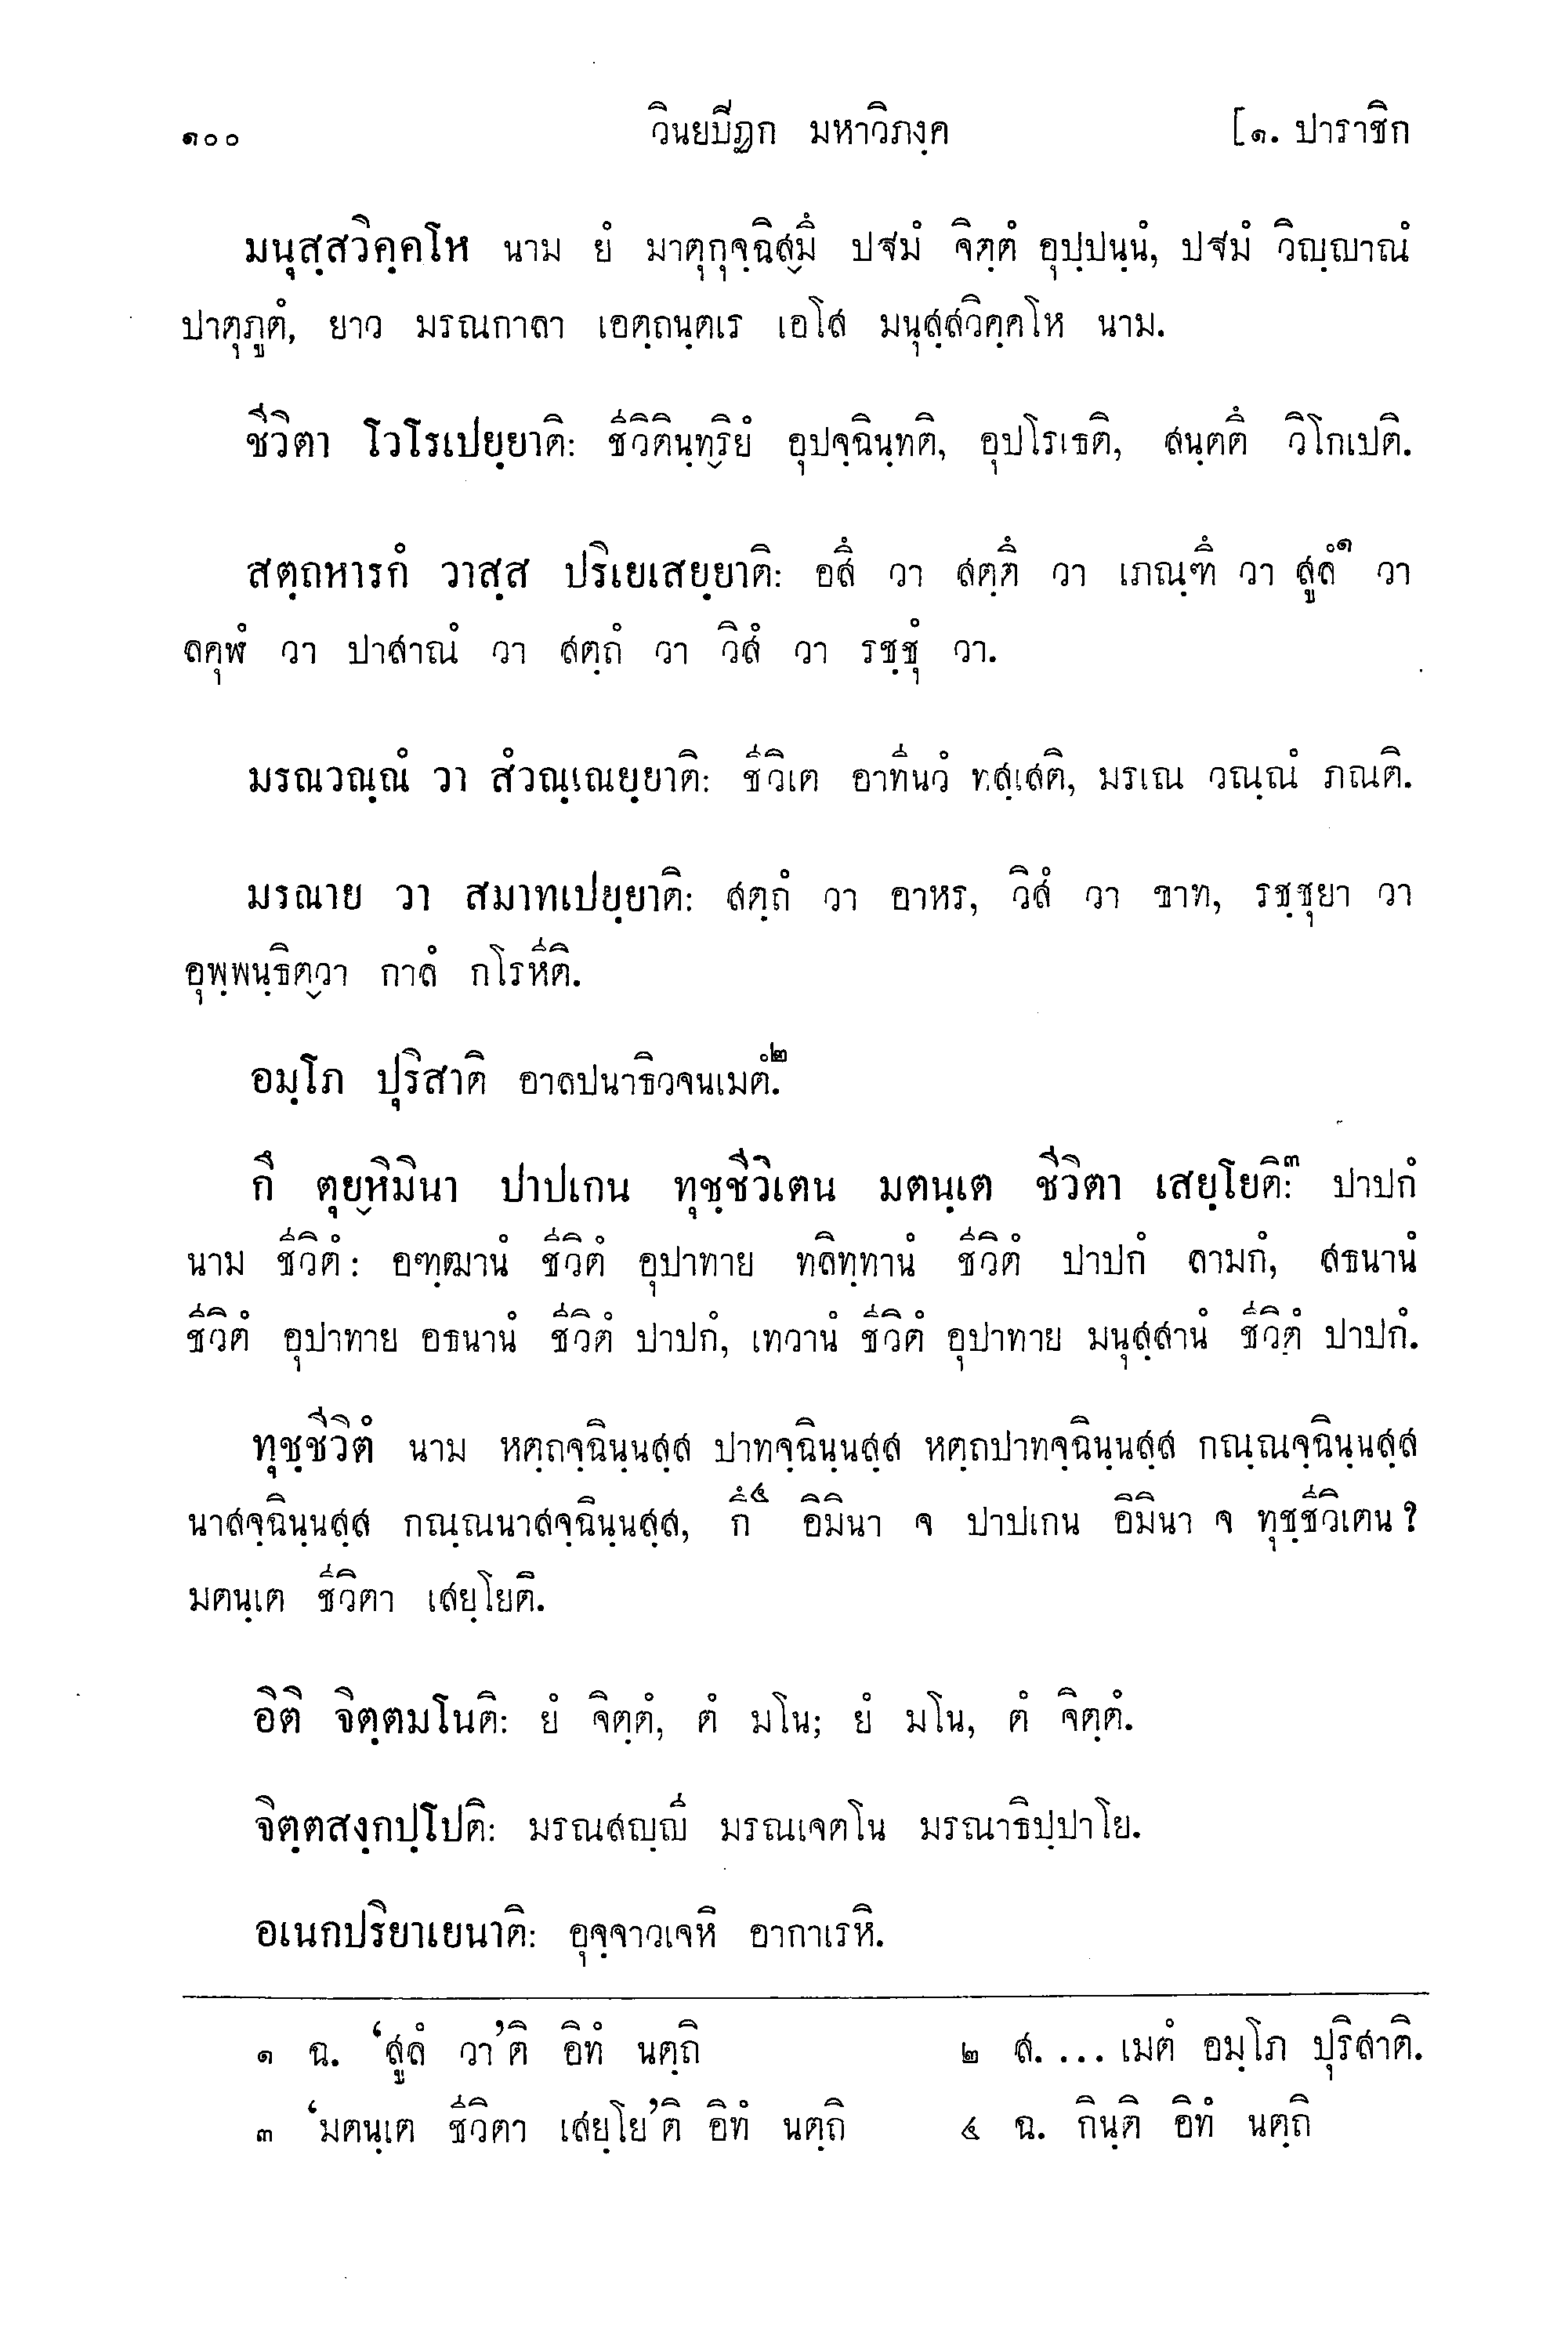 ๑๐๐ วินยปีฏก มหาวิภงฺค [๑. ปาราชิก
มนุสฺสวิคฺคโห นาม ยํ มาตุกุจฺฉิสฺมึ ปฐมํ จิตฺตํ อุปฺปนฺนํ, ปฐมํ วิญฺญาณํ
ปาตุภูตํ, ยาว มรณกาลา เอตฺถนฺตเร เอโส มนุสฺสวิคฺคโห นาม.
ชีวิตา โวโรเปยฺยาติ: ชีวิตินฺทฺริยํ อุปจฺฉินฺทติ, อุปโรเธติ, สนฺตตึ วิโกเปติ.
สตฺถหารกํ วาสฺส ปริเยเสยฺยาติ: อสึ วา สตฺตึ วา เภณฺฑึ วา สูลํ๑ วา
ลคุฬํ วา ปาสาณํ วา สตฺถํ วา วิสํ วา รชฺชุํ วา.
มรณวณฺณํ วา สํวณฺเณยฺยาติ: ชีวิเต อาทีนวํ ทสฺเสติ, มรเณ วณฺณํ ภณติ.
มรณาย วา สมาทเปยฺยาติ: สตฺถํ วา อาหร, วิสํ วา ขาท, รชฺชุยา วา
อุพฺพนฺธิตฺวา กาลํ กโรหีติ.
อมฺโภ ปุริสาติ อาลปนาธิวจนเมตํ.๒
กึ ตุยฺหิมินา ปาปเกน ทุชฺชีวิเตน มตนฺเต ชีวิตา เสยฺโยติ:๓ ปาปกํ
นาม ชีวิตํ: อฑฺฒานํ ชีวิตํ อุปาทาย ทลิทฺทานํ ชีวิตํ ปาปกํ ลามกํ, สธนานํ
ชีวิตํ อุปาทาย อธนานํ ชีวิตํ ปาปกํ, เทวานํ ชีวิตํ อุปาทาย มนุสฺสานํ ชีวิตํ ปาปกํ.
ทุชฺชีวิตํ นาม หตฺถจฺฉินฺนสฺส ปาทจฺฉินฺนสฺส หตฺถปาทจฺฉินฺนสฺส กณฺณจฺฉินฺนสฺส
นาสจฺฉินฺนสฺส กณฺณนาสจฺฉินฺนสฺส, กึ๔ อิมินา จ ปาปเกน อิมินา จ ทุชฺชีวิเตน ?
มตนฺเต ชีวิตา เสยฺโยติ.
อิติ จิตฺตมโนติ: ยํ จิตฺตํ, ตํ มโน; ยํ มโน, ตํ จิตฺตํ.
จิตฺตสงฺกปฺโปติ: มรณสญฺญี มรณเจตโน มรณาธิปฺปาโย.
อเนกปริยาเยนาติ: อุจฺจาวเจหิ อากาเรหิ.
๑ ฉ. ‘สูลํ วา’ติ อิทํ นตฺถิ ๒ ส. ... เมตํ อมฺโภ ปุริสาติ.
๓ ‘มตนฺเต ชีวิตา เสยฺโย’ติ อิทํ นตฺถิ ๔ ฉ. กินฺติ อิทํ นตฺถิ